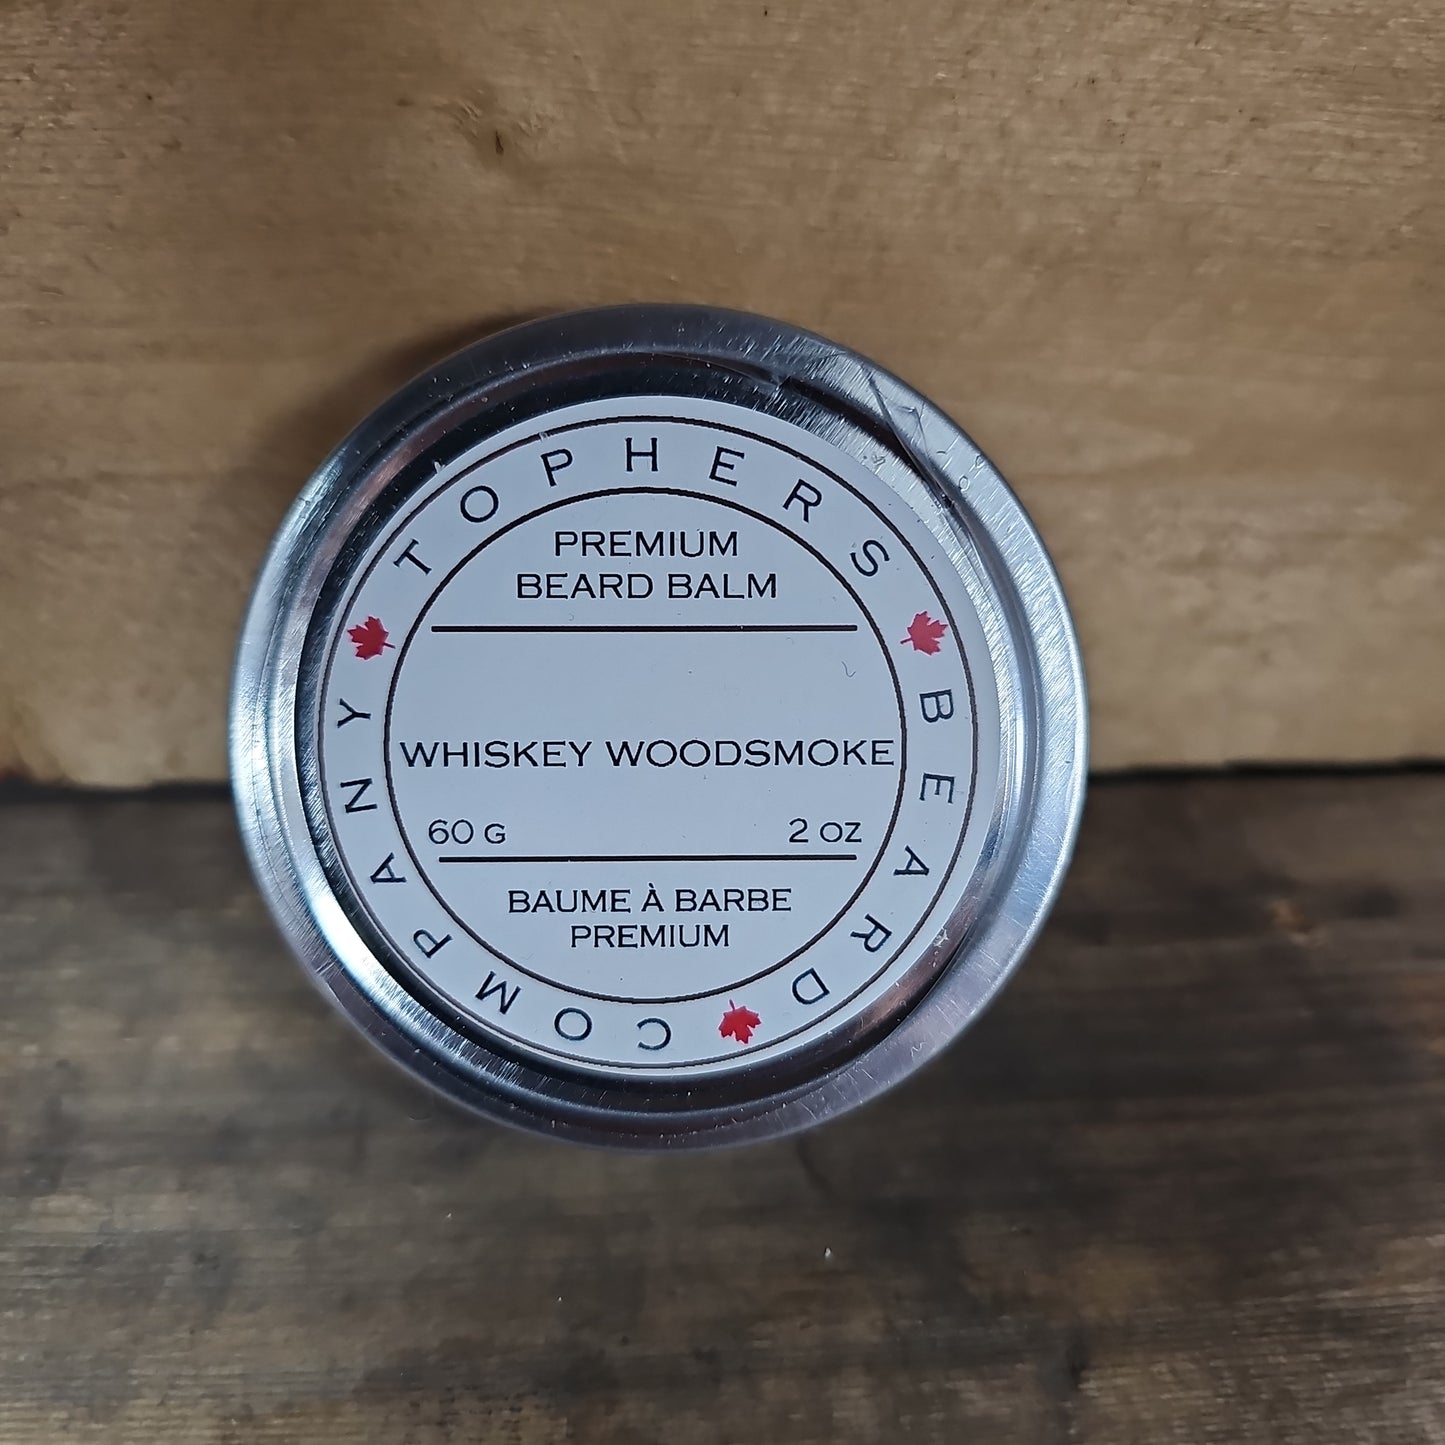 TOPHERS BEARD COMPANY
PREMIUM
BEARD BALM
WHISKEY WOODSMOKE
60 G 2 OZ
BAUME À BARBE
PREMIUM